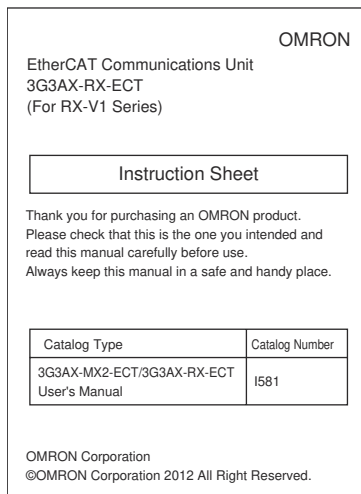 OMRON
EtherCAT Communications Unit
3G3AX-RX-ECT
(For RX-V1 Series)
Instruction Sheet
Thank you for purchasing an OMRON product.
Please check that this is the one you intended and
read this manual carefully before use.
Always keep this manual in a safe and handy place.
Catalog Type
Catalog Number
3G3AX-MX2-ECT/3G3AX-RX-ECT
User's Manual
I581
OMRON Corporation
©OMRON Corporation 2012 All Right Reserved.